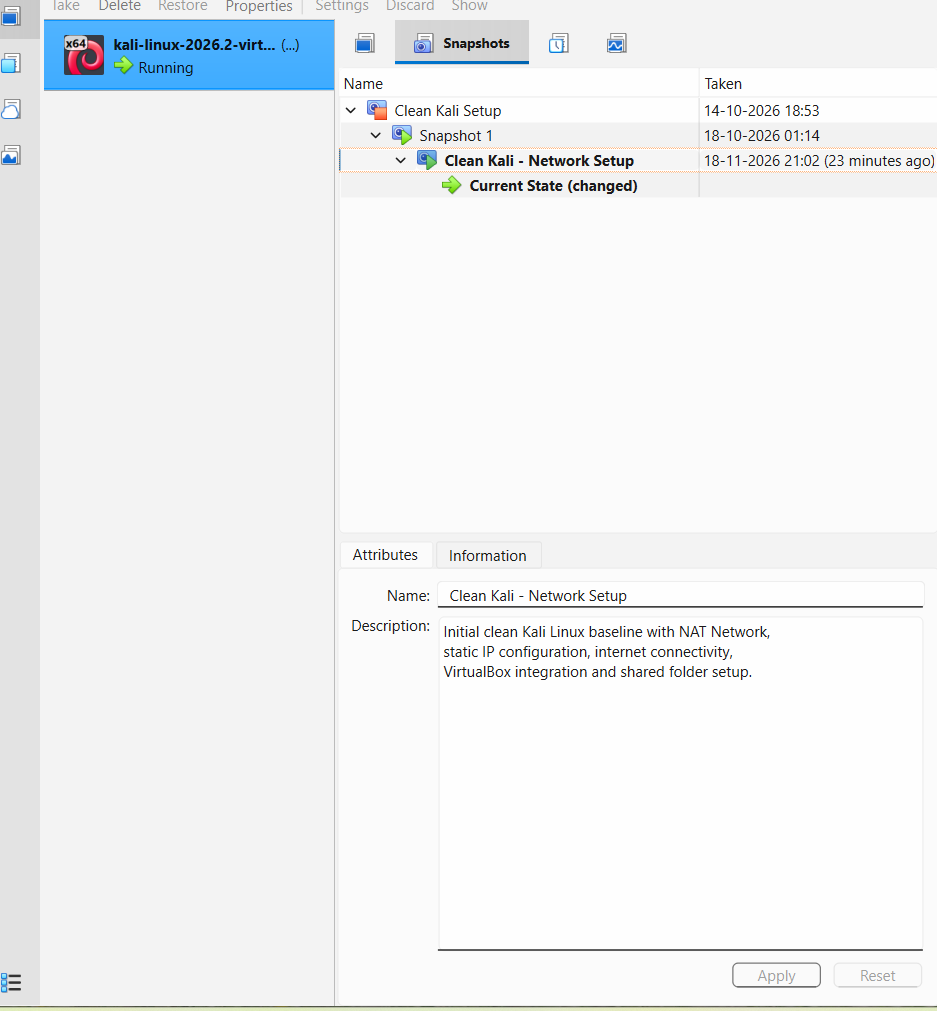 Take Delete Restore Properties Settings Discard Show
x64
kali-linux-2026.2-virt... (...)
Running
Snapshots
Name Taken
Clean Kali Setup 14-10-2026 18:53
Snapshot 1 18-10-2026 01:14
Clean Kali - Network Setup 18-11-2026 21:02 (23 minutes ago)
Current State (changed)
Attributes Information
Name: Clean Kali - Network Setup
Description: Initial clean Kali Linux baseline with NAT Network,
static IP configuration, internet connectivity,
VirtualBox integration and shared folder setup.
Apply Reset